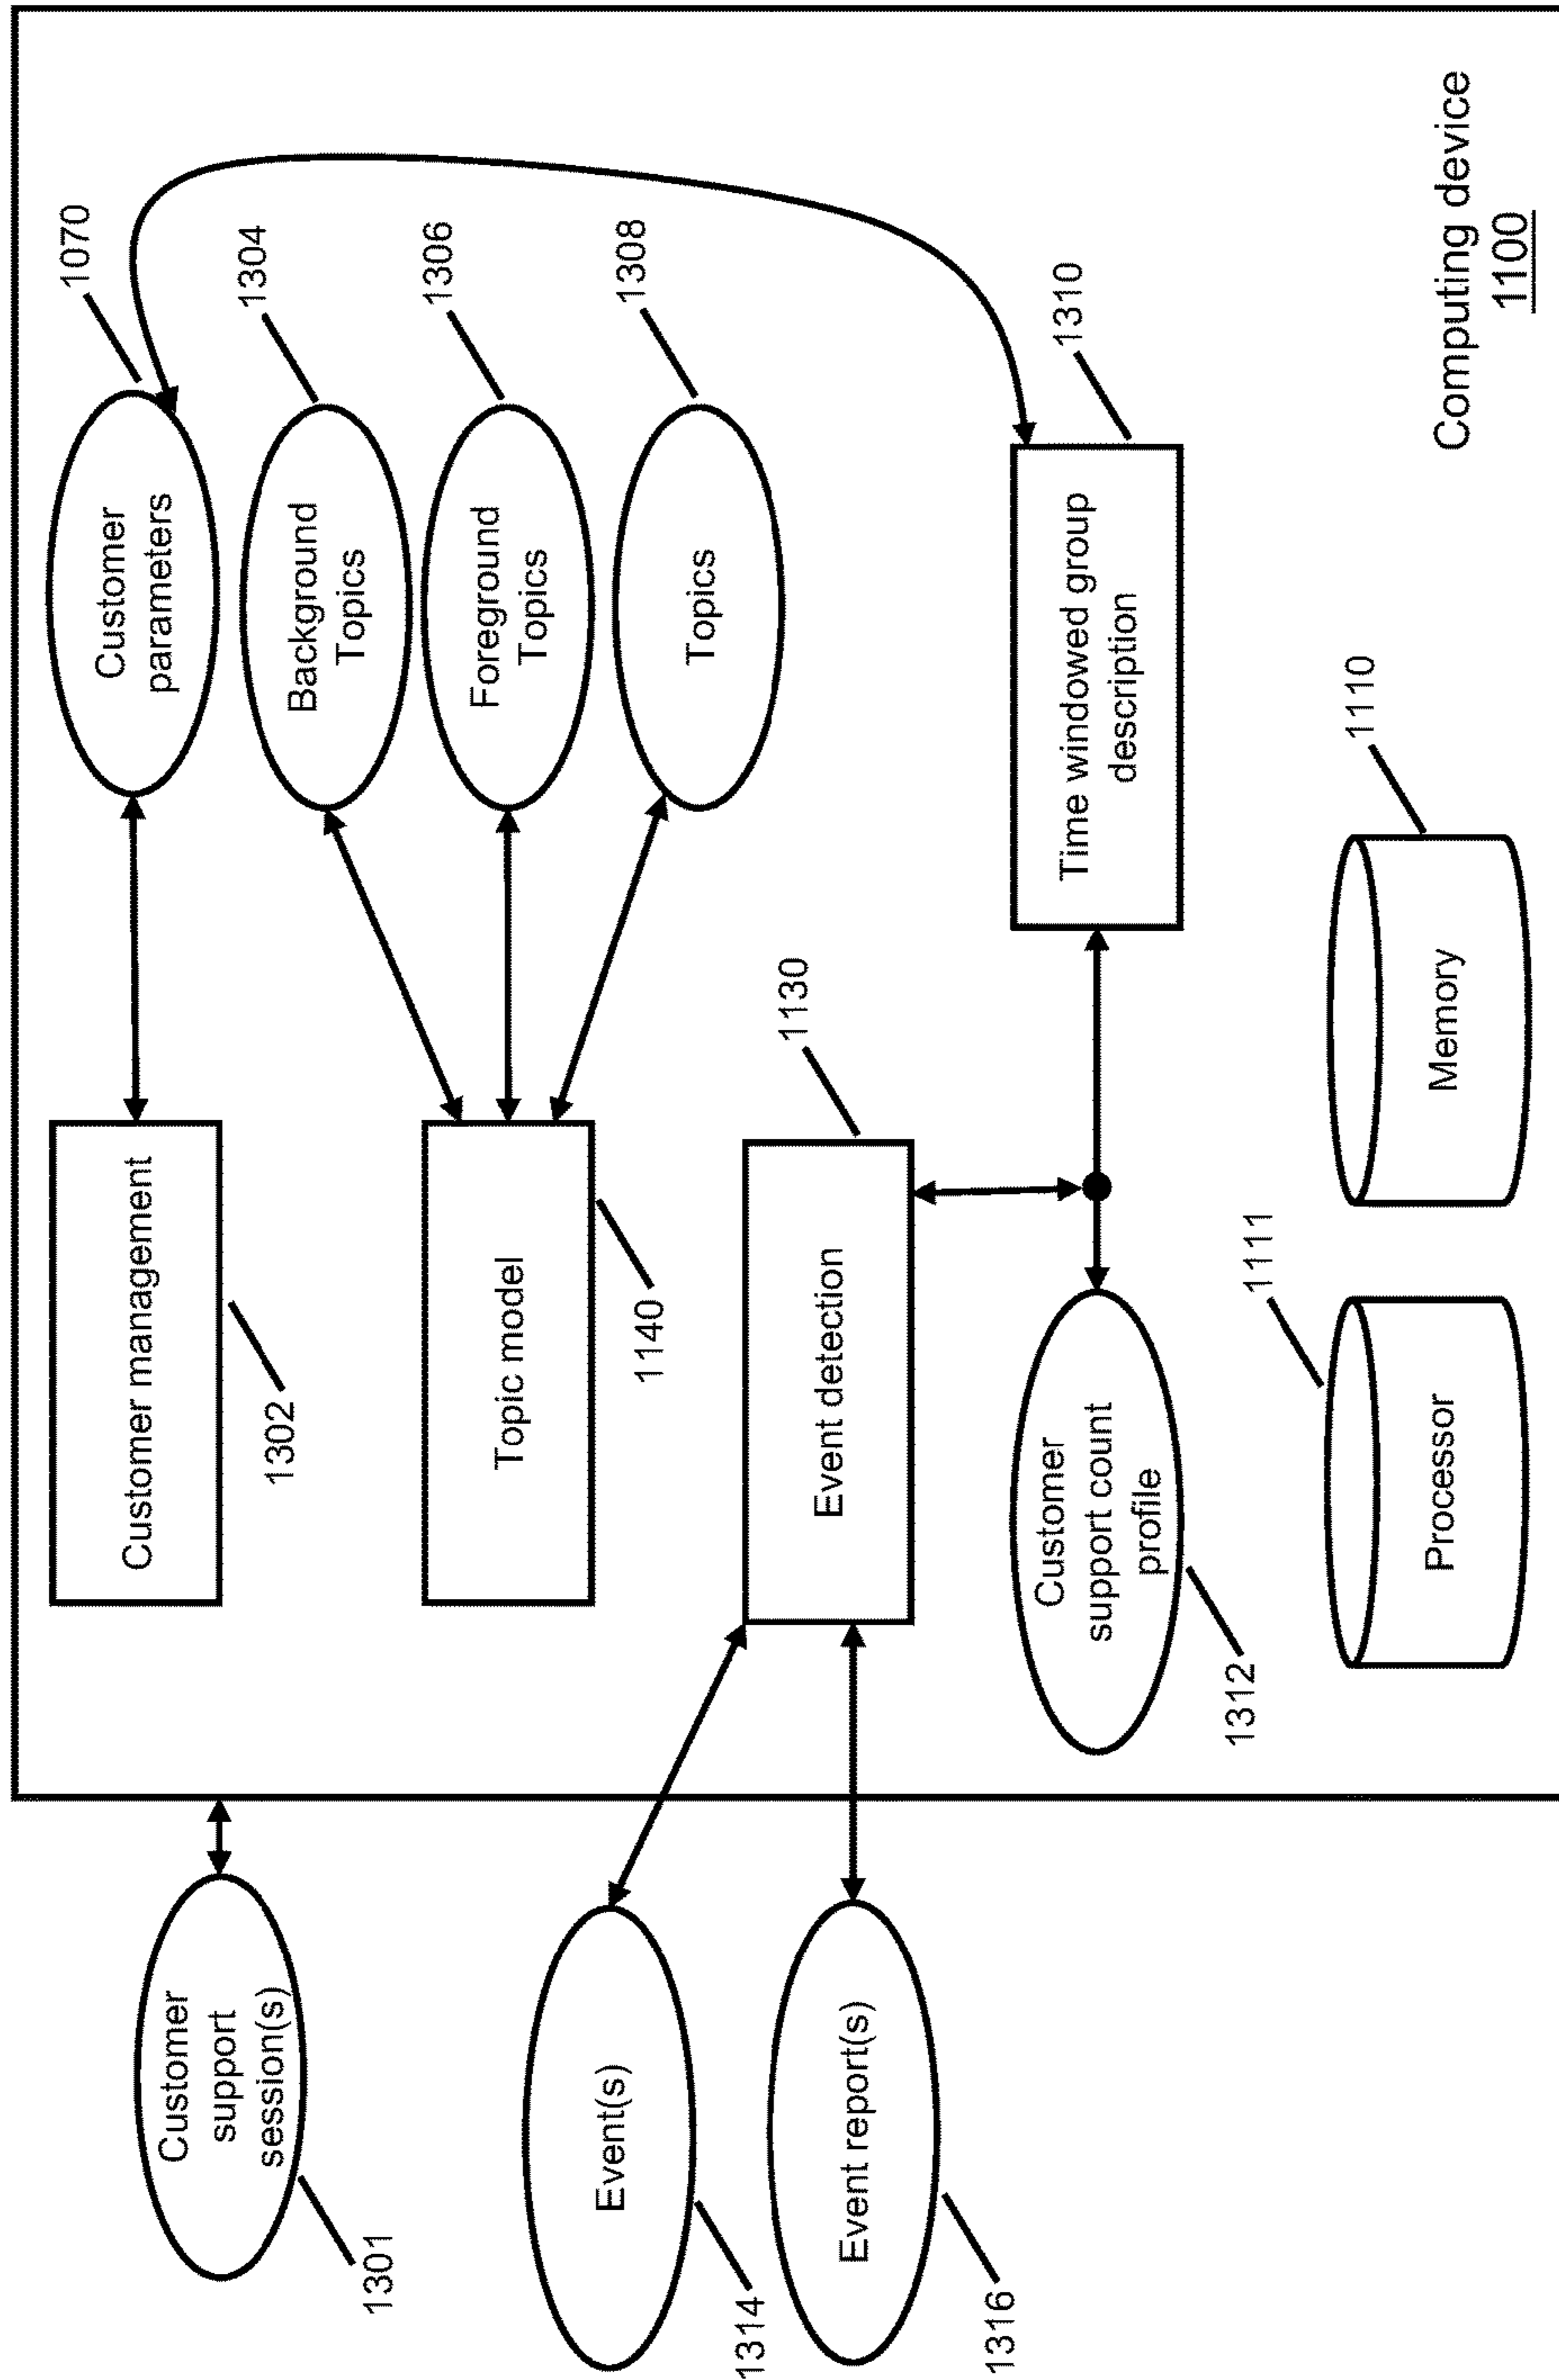 Customer
support
session(s)
1301
Event(s)
1314
Event report(s)
1316
Customer management
1302
Customer
parameters
1070
Topic model
1140
Background
Topics
1304
Foreground
Topics
1306
Topics
1308
Event detection
1130
Customer
support count
profile
1312
Time windowed group
description
1310
Processor
1111
Memory
1110
Computing device
1100